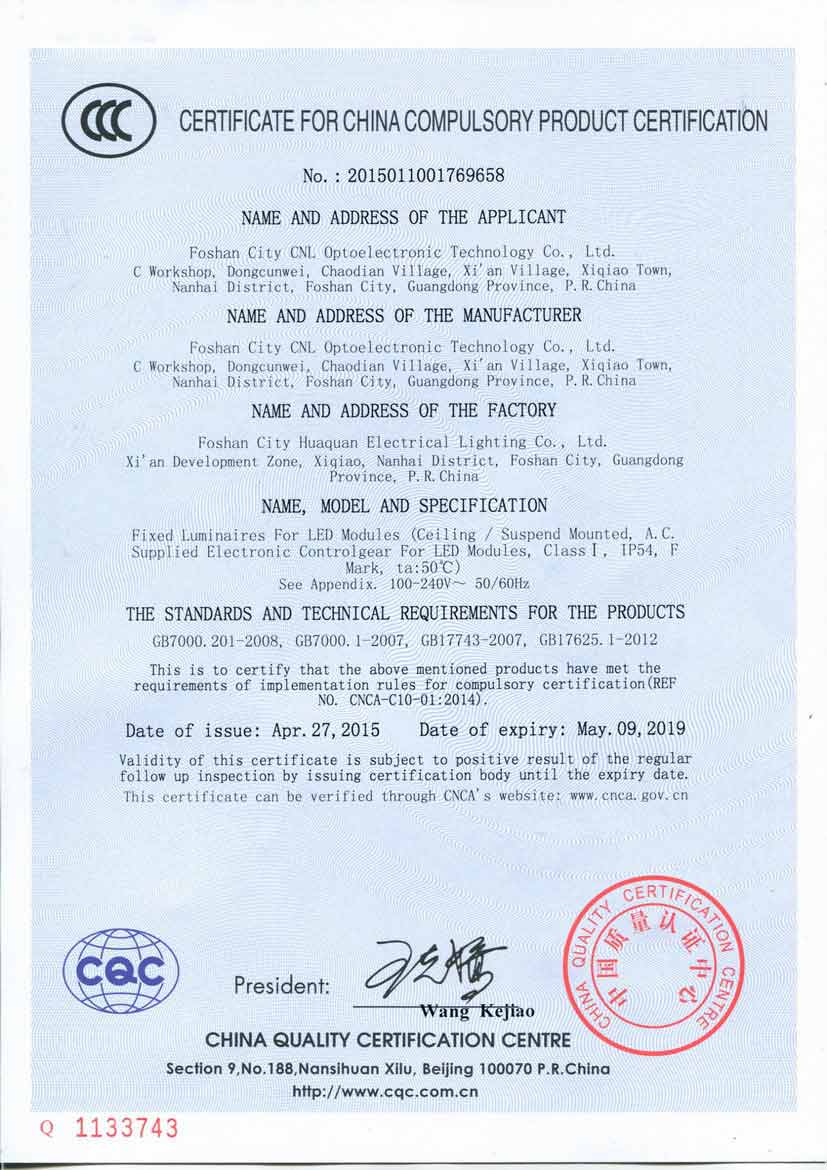 CCC CERTIFICATE FOR CHINA COMPULSORY PRODUCT CERTIFICATION
No. : 2015011001769658
NAME AND ADDRESS OF THE APPLICANT
Foshan City CNL Optoelectronic Technology Co., Ltd.
C Workshop, Dongcunwei, Chaodian Village, Xi'an Village, Xiqiao Town,
Nanhai District, Foshan City, Guangdong Province, P.R.China
NAME AND ADDRESS OF THE MANUFACTURER
Foshan City CNL Optoelectronic Technology Co., Ltd.
C Workshop, Dongcunwei, Chaodian Village, Xi'an Village, Xiqiao Town,
Nanhai District, Foshan City, Guangdong Province, P.R.China
NAME AND ADDRESS OF THE FACTORY
Foshan City Huaquan Electrical Lighting Co., Ltd.
Xi'an Development Zone, Xiqiao, Nanhai District, Foshan City, Guangdong
Province, P.R.China
NAME, MODEL AND SPECIFICATION
Fixed Luminaires For LED Modules (Ceiling / Suspend Mounted, A.C.
Supplied Electronic Controlgear For LED Modules, ClassⅠ, IP54, F
Mark, ta:50℃)
See Appendix. 100-240V～ 50/60Hz
THE STANDARDS AND TECHNICAL REQUIREMENTS FOR THE PRODUCTS
GB7000.201-2008, GB7000.1-2007, GB17743-2007, GB17625.1-2012
This is to certify that the above mentioned products have met the
requirements of implementation rules for compulsory certification(REF
NO. CNCA-C10-01:2014).
Date of issue: Apr.27,2015 Date of expiry: May.09,2019
Validity of this certificate is subject to positive result of the regular
follow up inspection by issuing certification body until the expiry date.
This certificate can be verified through CNCA's website: www.cnca.gov.cn
CQC
President: 王克娇
Wang Kejiao
CHINA QUALITY CERTIFICATION CENTRE
中国质量认证中心
CHINA QUALITY CERTIFICATION CENTRE
Section 9,No.188,Nansihuan Xilu, Beijing 100070 P.R.China
http://www.cqc.com.cn
Q 1133743